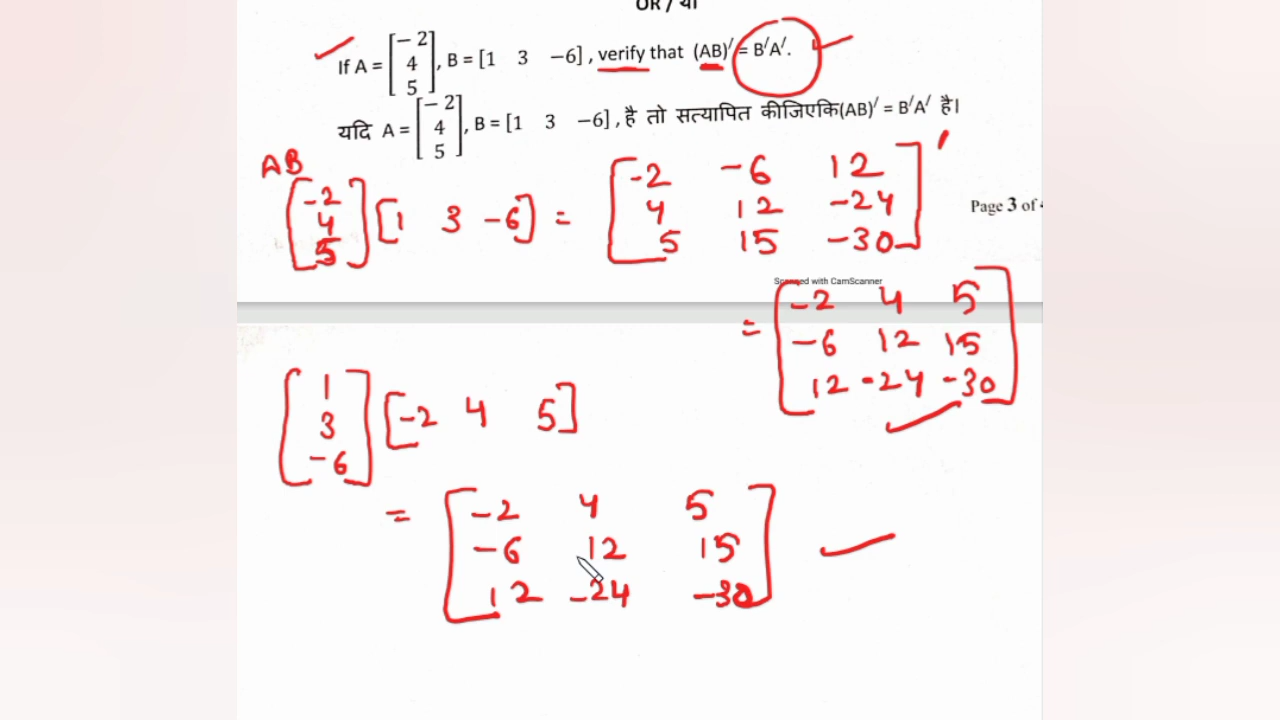 OR / या
If A = [-2 4 5], B = [1 3 −6], verify that (AB)′ = B′A′.
यदि A = [-2 4 5], B = [1 3 −6], है तो सत्यापित कीजिएकि(AB)′ = B′A′ है।
AB
[-2 4 5] [1 3 -6] = [-2 -6 12
4 12 -24
5 15 -30]′
Page 3 of
Scanned with CamScanner
= [-2 4 5
-6 12 15
12 -24 -30]
[1 3 -6] [-2 4 5]
= [-2 4 5
-6 12 15
12 -24 -30]